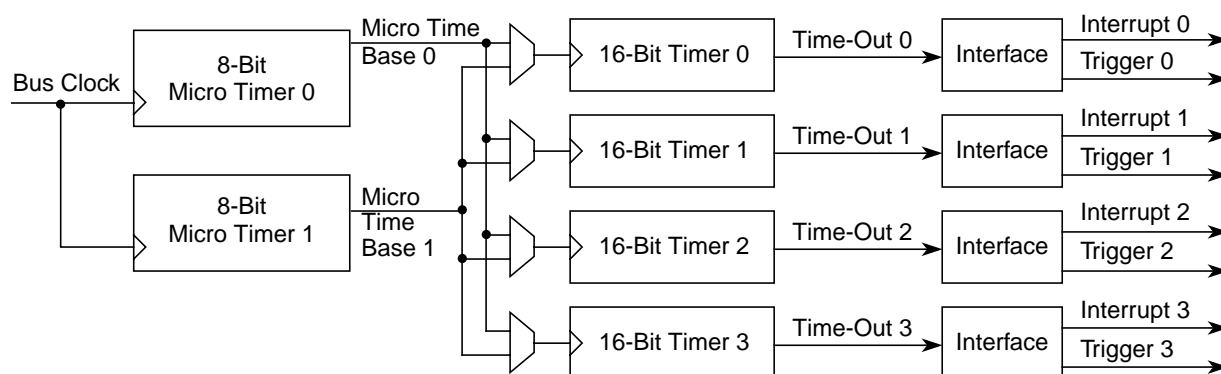 Bus Clock
8-Bit
Micro Timer 0
Micro Time
Base 0
8-Bit
Micro Timer 1
Micro
Time
Base 1
16-Bit Timer 0
Time-Out 0
Interface
Interrupt 0
Trigger 0
16-Bit Timer 1
Time-Out 1
Interface
Interrupt 1
Trigger 1
16-Bit Timer 2
Time-Out 2
Interface
Interrupt 2
Trigger 2
16-Bit Timer 3
Time-Out 3
Interface
Interrupt 3
Trigger 3